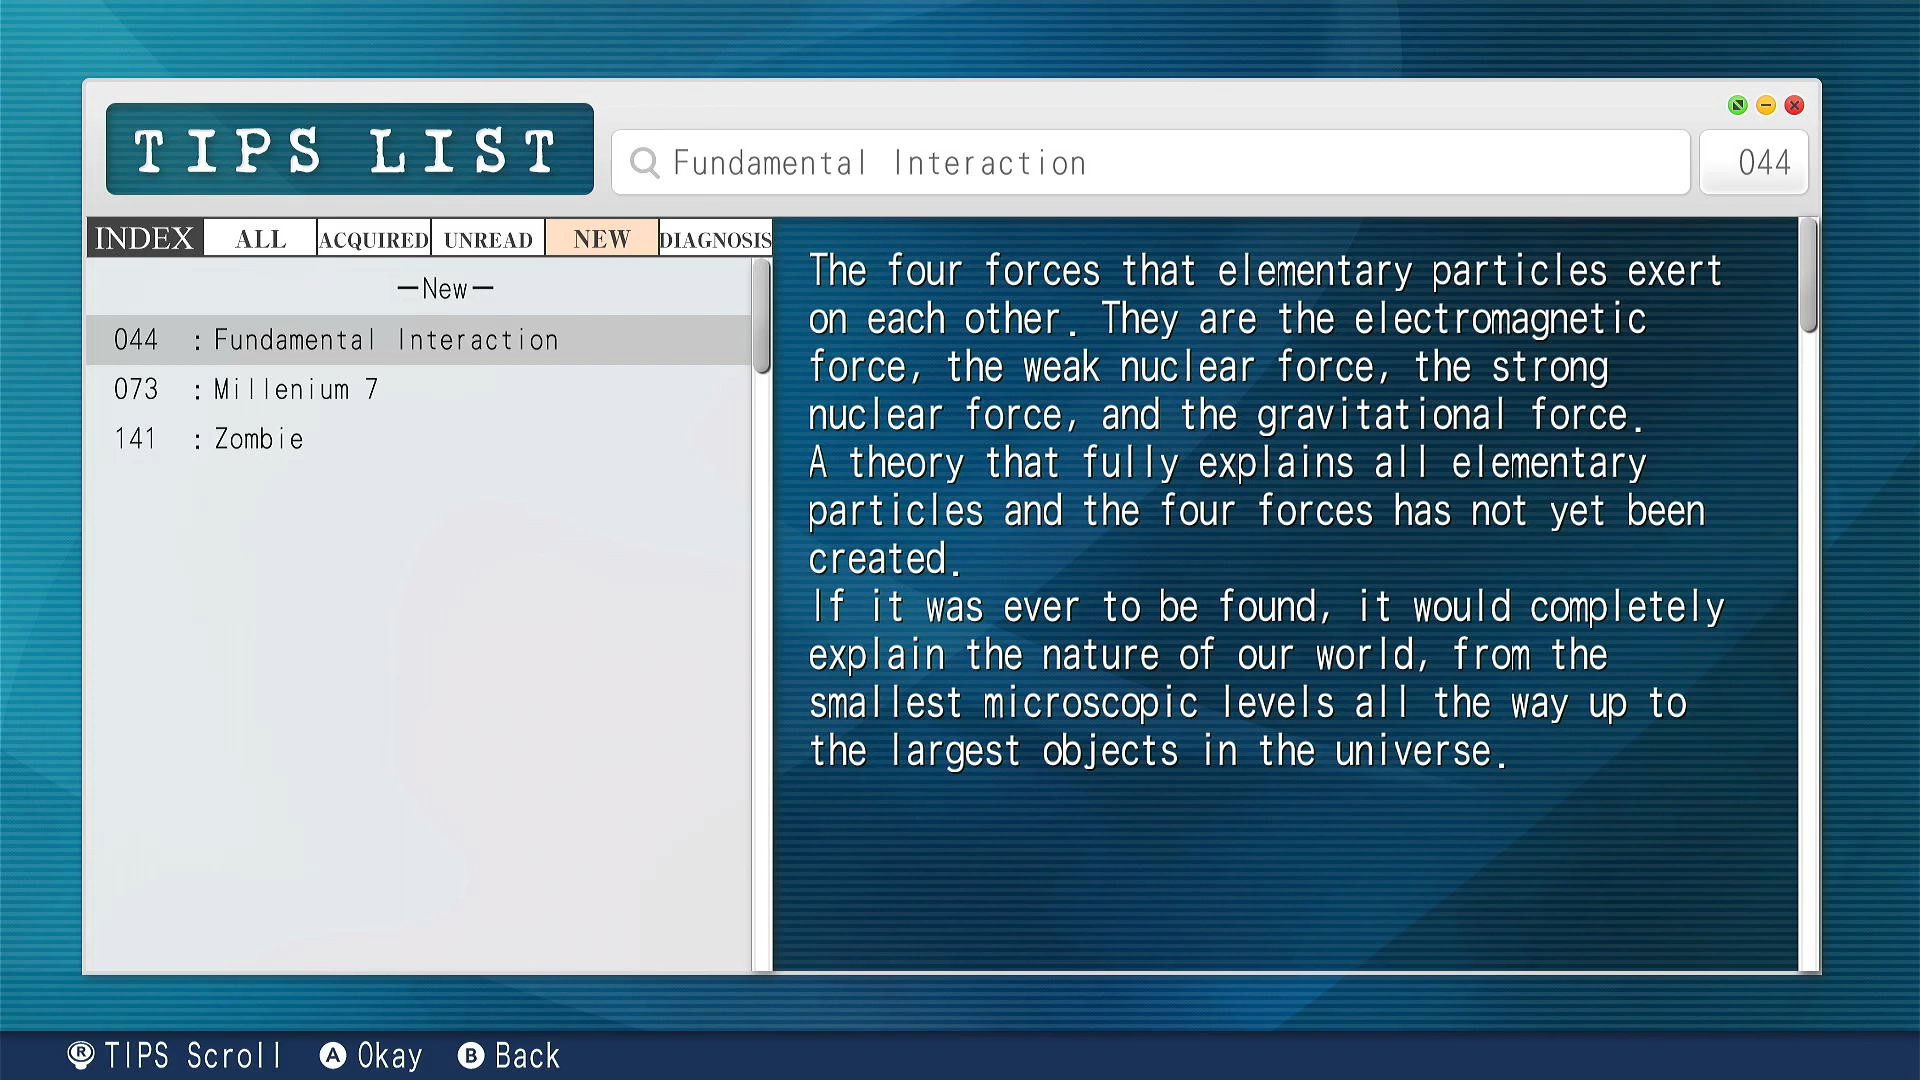 TIPS LIST
Fundamental Interaction
044
INDEX ALL ACQUIRED UNREAD NEW DIAGNOSIS
—New—
044 : Fundamental Interaction
073 : Millenium 7
141 : Zombie
The four forces that elementary particles exert
on each other. They are the electromagnetic
force, the weak nuclear force, the strong
nuclear force, and the gravitational force.
A theory that fully explains all elementary
particles and the four forces has not yet been
created.
If it was ever to be found, it would completely
explain the nature of our world, from the
smallest microscopic levels all the way up to
the largest objects in the universe.
R TIPS Scroll A Okay B Back